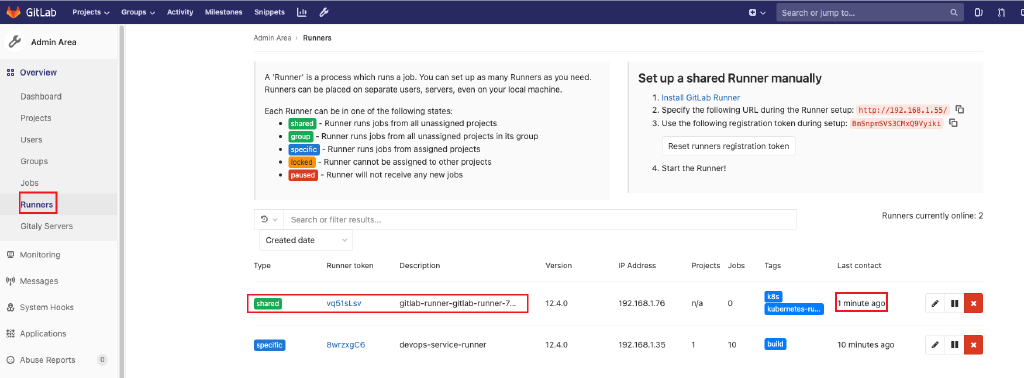 GitLab Projects Groups Activity Milestones Snippets Search or jump to...
Admin Area
Overview
Dashboard
Projects
Users
Groups
Jobs
Runners
Gitaly Servers
Monitoring
Messages
System Hooks
Applications
Abuse Reports 0
Admin Area › Runners
A 'Runner' is a process which runs a job. You can set up as many Runners as you need.
Runners can be placed on separate users, servers, even on your local machine.
Each Runner can be in one of the following states:
• shared - Runner runs jobs from all unassigned projects
• group - Runner runs jobs from all unassigned projects in its group
• specific - Runner runs jobs from assigned projects
• locked - Runner cannot be assigned to other projects
• paused - Runner will not receive any new jobs
Set up a shared Runner manually
1. Install GitLab Runner
2. Specify the following URL during the Runner setup: http://192.168.1.55/
3. Use the following registration token during setup: BmSnpmSVS3CMxQ9Vyiki
Reset runners registration token
4. Start the Runner!
Search or filter results...
Runners currently online: 2
Created date
Type Runner token Description Version IP Address Projects Jobs Tags Last contact
shared vq51sLsv gitlab-runner-gitlab-runner-7... 12.4.0 192.168.1.76 n/a 0 k8s kubernetes-ru... 1 minute ago
specific 8wrzxgC6 devops-service-runner 12.4.0 192.168.1.35 1 10 build 10 minutes ago